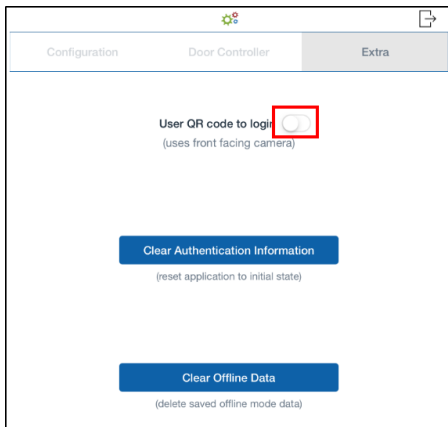 Configuration Door Controller Extra
User QR code to login
(uses front facing camera)
Clear Authentication Information
(reset application to initial state)
Clear Offline Data
(delete saved offline mode data)